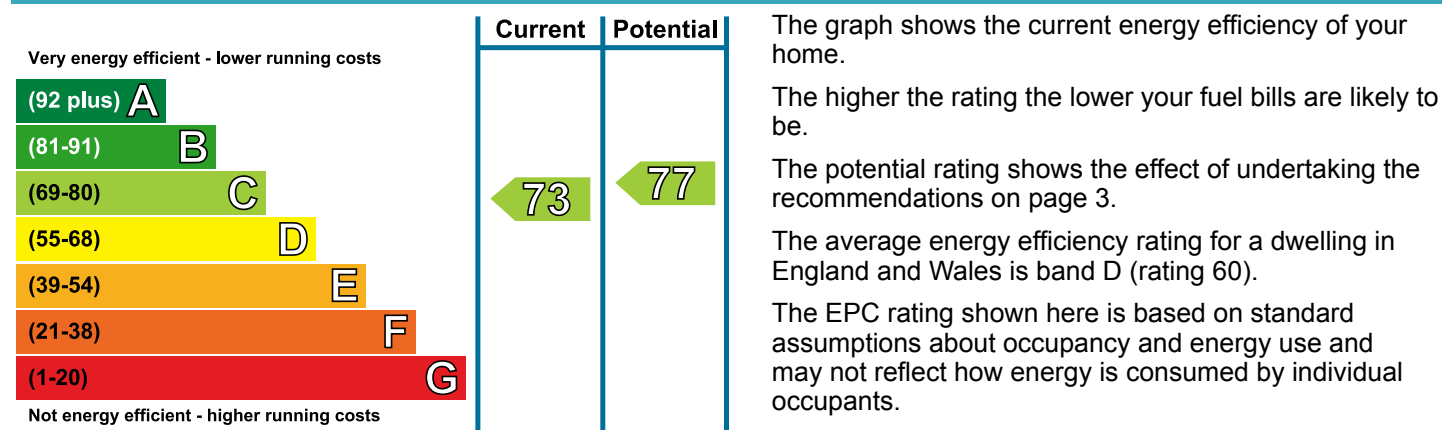 Current Potential
Very energy efficient - lower running costs
(92 plus) A
(81-91) B
(69-80) C
(55-68) D
(39-54) E
(21-38) F
(1-20) G
Not energy efficient - higher running costs
73
77
The graph shows the current energy efficiency of your
home.
The higher the rating the lower your fuel bills are likely to
be.
The potential rating shows the effect of undertaking the
recommendations on page 3.
The average energy efficiency rating for a dwelling in
England and Wales is band D (rating 60).
The EPC rating shown here is based on standard
assumptions about occupancy and energy use and
may not reflect how energy is consumed by individual
occupants.